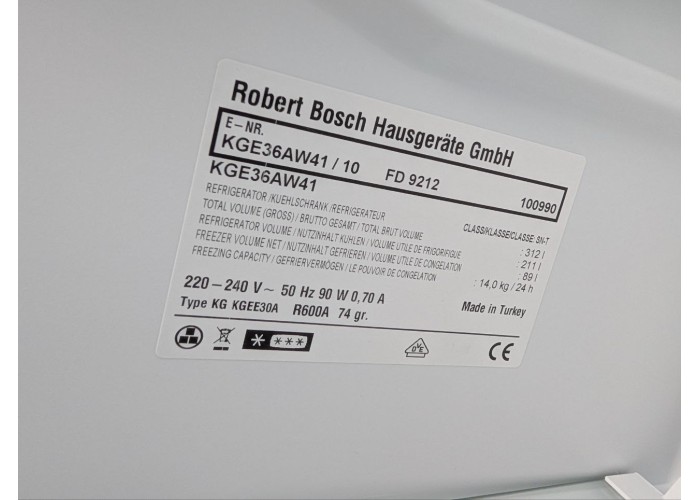 Robert Bosch Hausgeräte GmbH
E-NR.
KGE36AW41 / 10 FD 9212 100990
KGE36AW41
REFRIGERATOR /KUEHLSCHRANK /REFRIGERATEUR CLASS/KLASSE/CLASSE: SN-T
TOTAL VOLUME (GROSS) / BRUTTO GESAMT / TOTAL BRUT VOLUME : 312 l
REFRIGERATOR VOLUME / NUTZINHALT KUHLEN / VOLUME UTILE DE FRIGORIFIGUE : 211 l
FREEZER VOLUME NET / NUTZINHALT GEFRIEREN / VOLUME UTILE DE CONGELATION : 89 l
FREEZING CAPACITY / GEFRIERVERMÖGEN / LE POUVOIR DE CONGELATION : 14,0 kg / 24 h
220-240 V ~ 50 Hz 90 W 0,70 A
Made in Turkey
Type KG KGEE30A R600A 74 gr.
DVE
CE